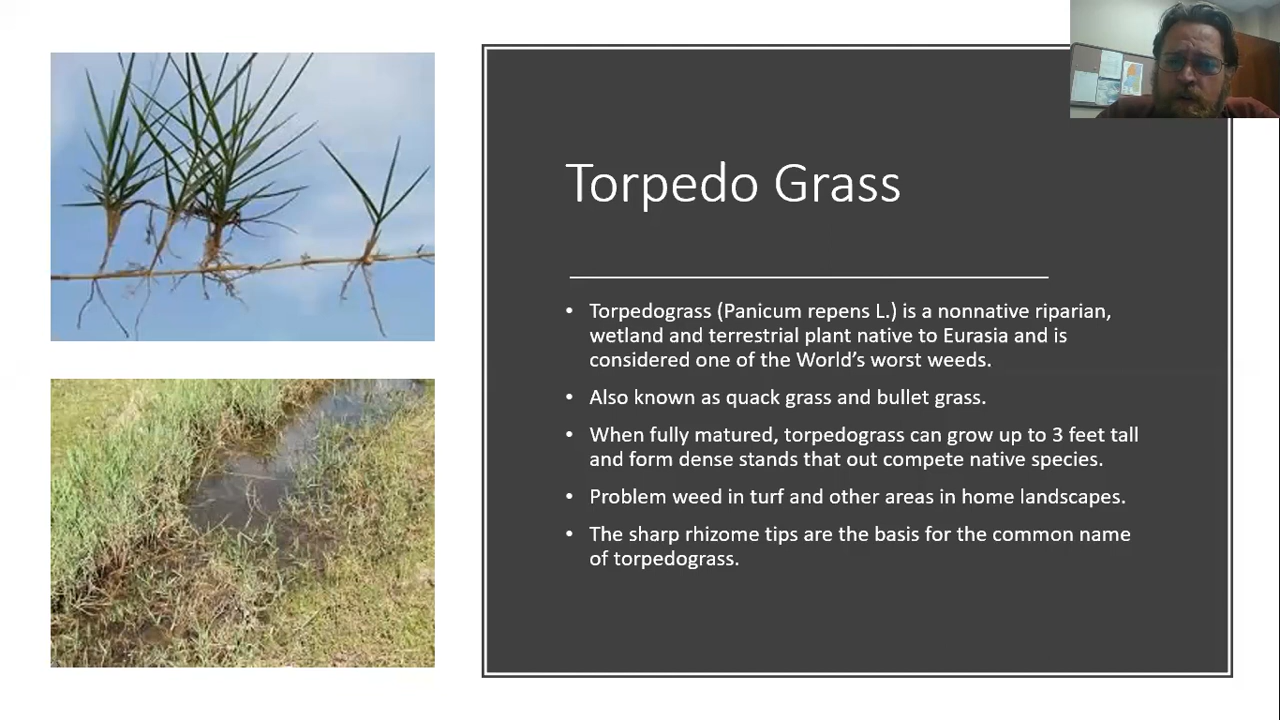 Torpedo Grass
• Torpedograss (Panicum repens L.) is a nonnative riparian,
wetland and terrestrial plant native to Eurasia and is
considered one of the World's worst weeds.
• Also known as quack grass and bullet grass.
• When fully matured, torpedograss can grow up to 3 feet tall
and form dense stands that out compete native species.
• Problem weed in turf and other areas in home landscapes.
• The sharp rhizome tips are the basis for the common name
of torpedograss.